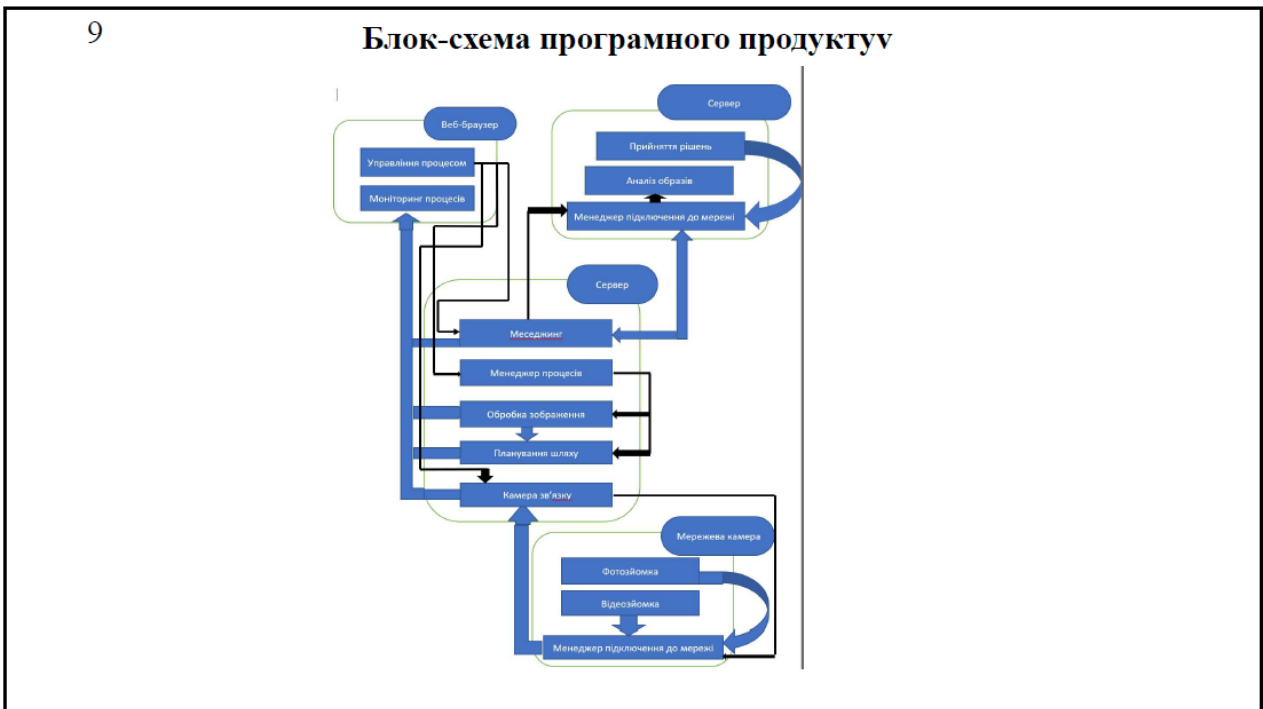 9
Блок-схема програмного продуктуv
Веб-браузер
Управління процесом
Моніторинг процесів
Сервер
Прийняття рішень
Аналіз образів
Менеджер підключення до мережі
Сервер
Меседжинг
Менеджер процесів
Обробка зображення
Планування шляху
Камера зв'язку
Мережева камера
Фотозйомка
Відеозйомка
Менеджер підключення до мережі